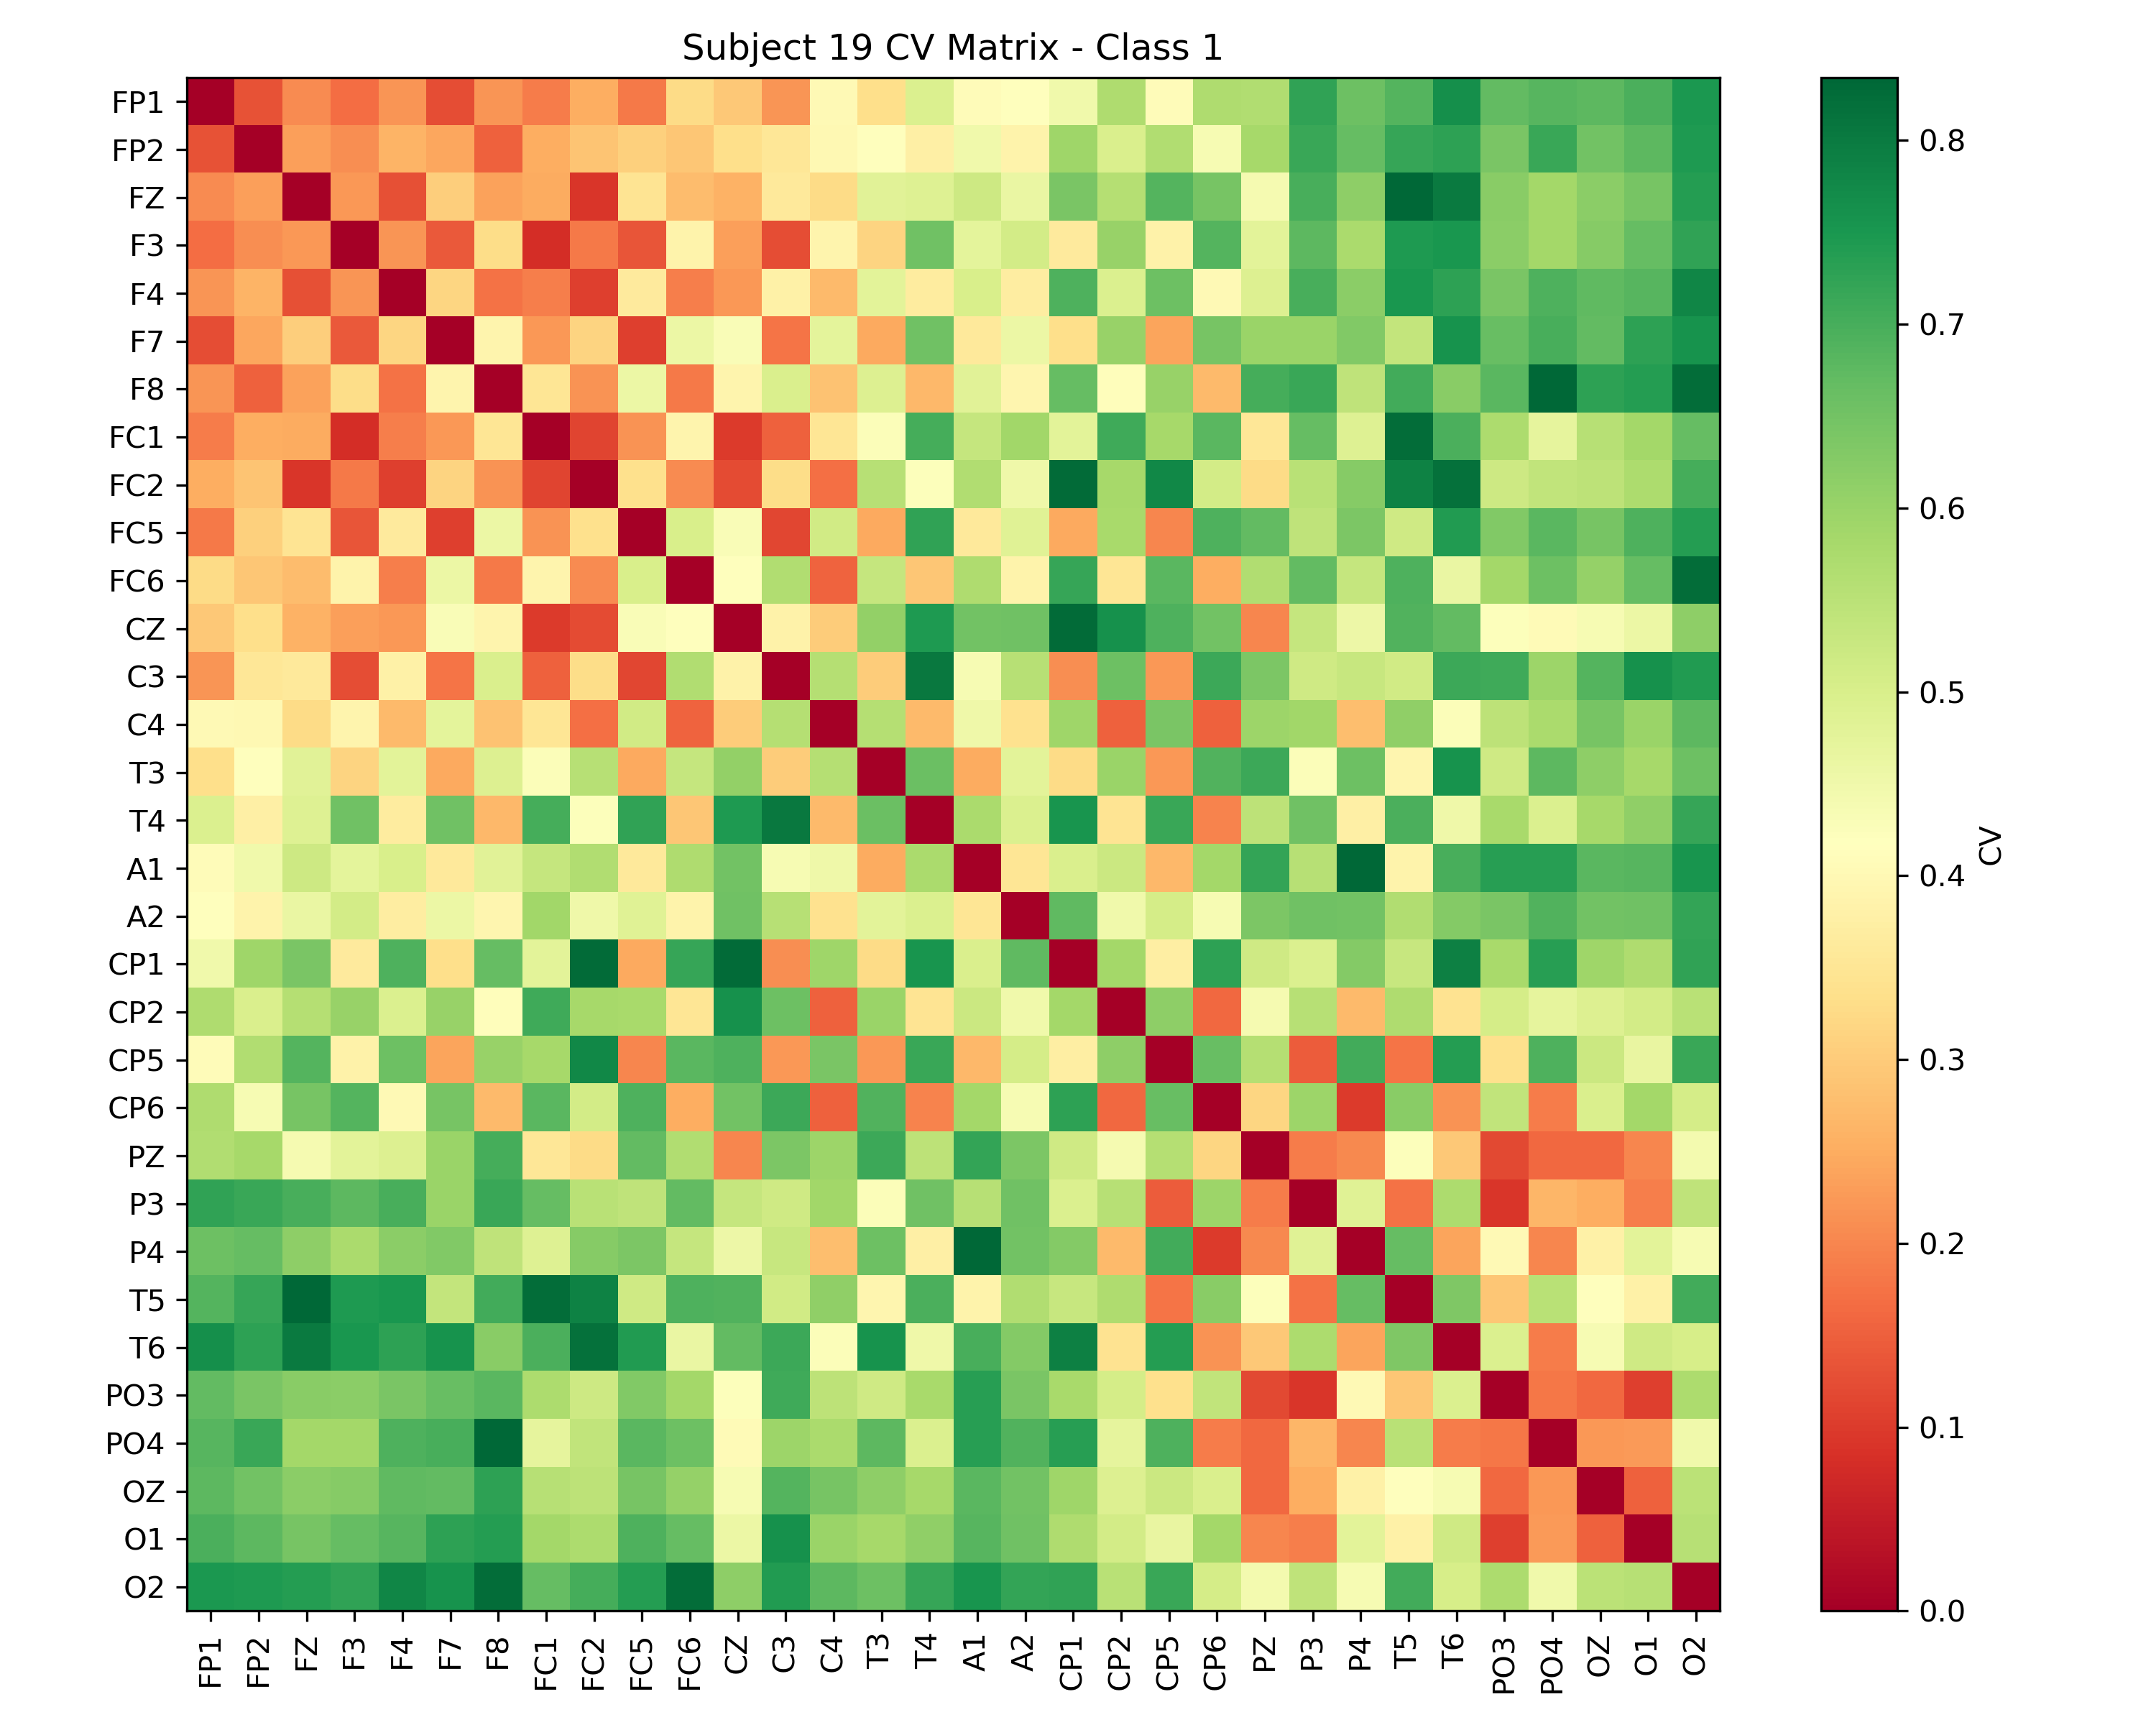 Subject 19 CV Matrix - Class 1
FP1
FP2
FZ
F3
F4
F7
F8
FC1
FC2
FC5
FC6
CZ
C3
C4
T3
T4
A1
A2
CP1
CP2
CP5
CP6
PZ
P3
P4
T5
T6
PO3
PO4
OZ
O1
O2
FP1 FP2 FZ F3 F4 F7 F8 FC1 FC2 FC5 FC6 CZ C3 C4 T3 T4 A1 A2 CP1 CP2 CP5 CP6 PZ P3 P4 T5 T6 PO3 PO4 OZ O1 O2
0.8
0.7
0.6
0.5
0.4
0.3
0.2
0.1
0.0
CV